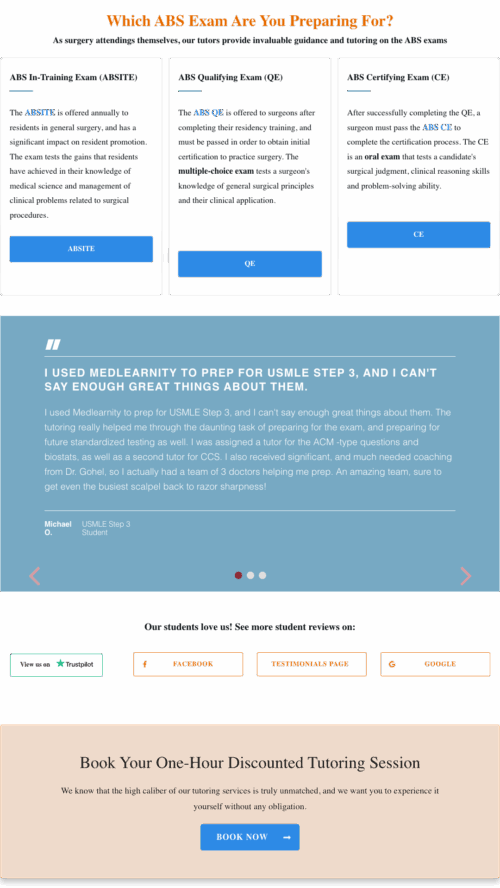 Which ABS Exam Are You Preparing For?
As surgery attendings themselves, our tutors provide invaluable guidance and tutoring on the ABS exams
ABS In-Training Exam (ABSITE)
The ABSITE is offered annually to
residents in general surgery, and has a
significant impact on resident promotion.
The exam tests the gains that residents
have achieved in their knowledge of
medical science and management of
clinical problems related to surgical
procedures.
ABSITE
ABS Qualifying Exam (QE)
The ABS QE is offered to surgeons after
completing their residency training, and
must be passed in order to obtain initial
certification to practice surgery. The
multiple-choice exam tests a surgeon's
knowledge of general surgical principles
and their clinical application.
QE
ABS Certifying Exam (CE)
After successfully completing the QE, a
surgeon must pass the ABS CE to
complete the certification process. The CE
is an oral exam that tests a candidate's
surgical judgment, clinical reasoning skills
and problem-solving ability.
CE
"
I USED MEDLEARNITY TO PREP FOR USMLE STEP 3, AND I CAN'T
SAY ENOUGH GREAT THINGS ABOUT THEM.
I used Medlearnity to prep for USMLE Step 3, and I can't say enough great things about them. The
tutoring really helped me through the daunting task of preparing for the exam, and preparing for
future standardized testing as well. I was assigned a tutor for the ACM -type questions and
biostats, as well as a second tutor for CCS. I also received significant, and much needed coaching
from Dr. Gohel, so I actually had a team of 3 doctors helping me prep. An amazing team, sure to
get even the busiest scalpel back to razor sharpness!
Michael O.
USMLE Step 3
Student
Our students love us! See more student reviews on:
View us on Trustpilot
FACEBOOK
TESTIMONIALS PAGE
GOOGLE
Book Your One-Hour Discounted Tutoring Session
We know that the high caliber of our tutoring services is truly unmatched, and we want you to experience it
yourself without any obligation.
BOOK NOW →